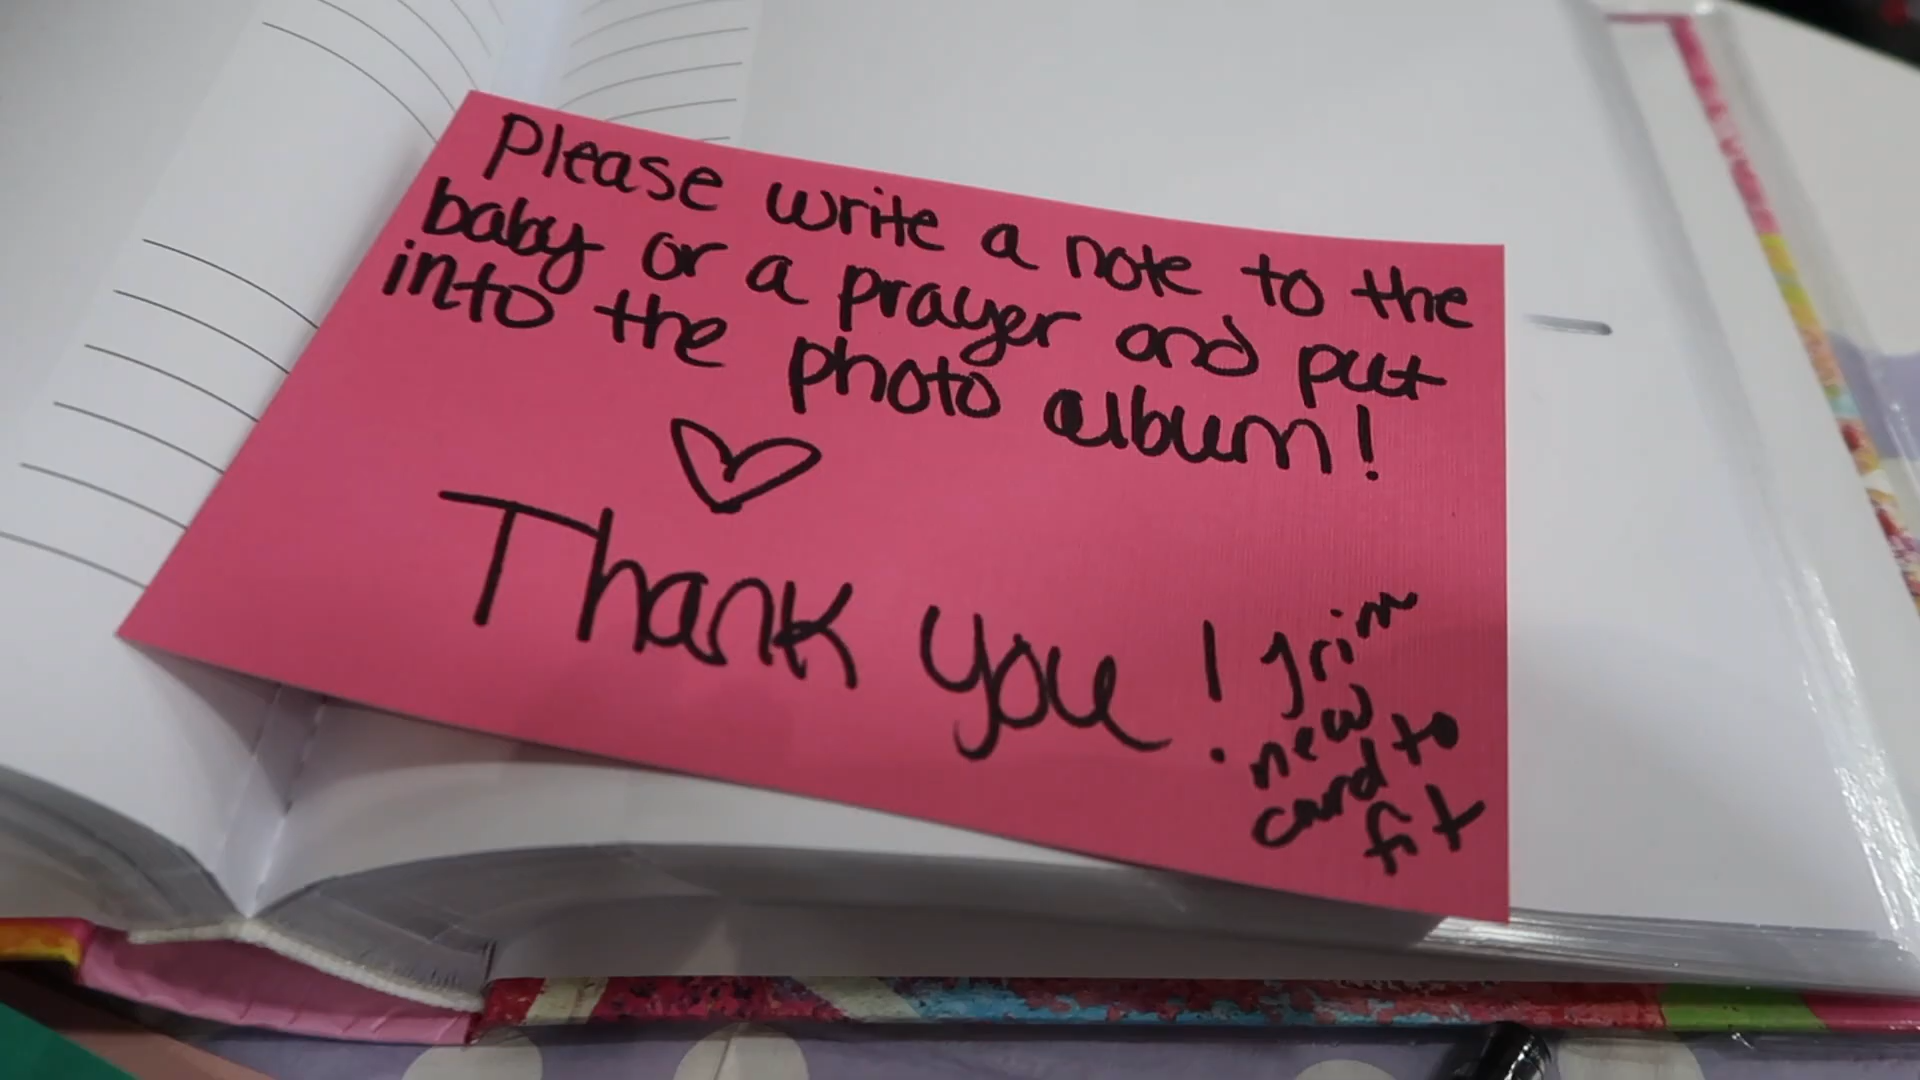 Please write a note to the
baby or a prayer and put
into the photo album!
Thank you!
Trim
new
card to
fit